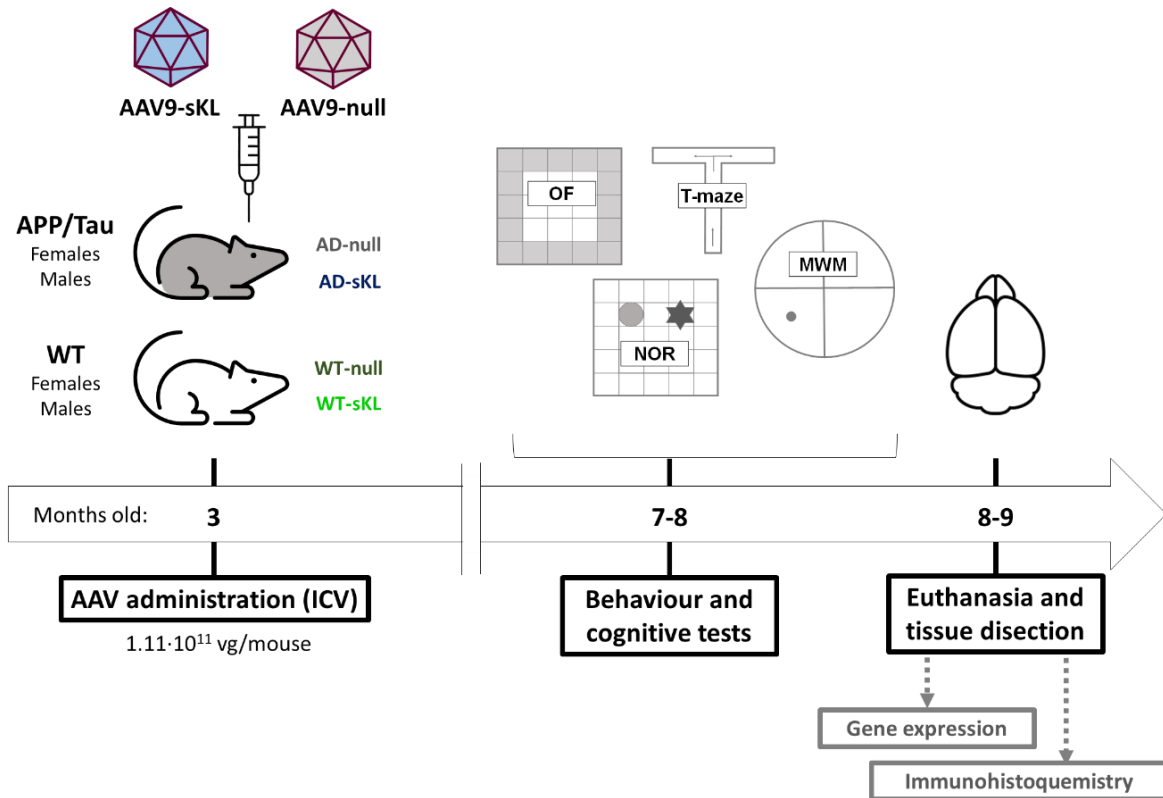 AAV9-sKL
AAV9-null
APP/Tau
Females
Males
AD-null
AD-sKL
WT
Females
Males
WT-null
WT-sKL
OF
T-maze
NOR
MWM
Months old:
3
7-8
8-9
AAV administration (ICV)
1.11·10¹¹ vg/mouse
Behaviour and
cognitive tests
Euthanasia and
tissue disection
Gene expression
Immunohistoquemistry